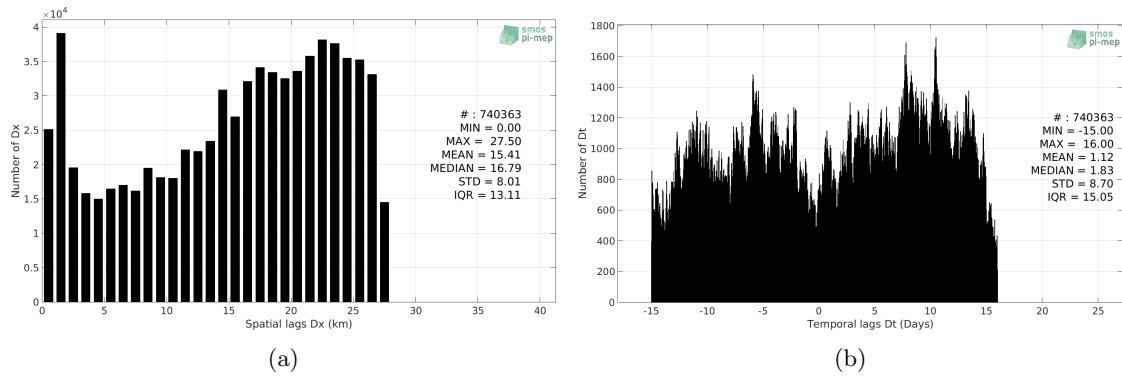 ×10⁴
4
3.5
3
2.5
2
1.5
1
0.5
0
Number of Dx
0 5 10 15 20 25 30 35 40
Spatial lags Dx (km)
smos
pi-mep
# : 740363
MIN = 0.00
MAX = 27.50
MEAN = 15.41
MEDIAN = 16.79
STD = 8.01
IQR = 13.11
(a)
1800
1600
1400
1200
1000
800
600
400
200
0
Number of Dt
-15 -10 -5 0 5 10 15 20 25
Temporal lags Dt (Days)
smos
pi-mep
# : 740363
MIN = -15.00
MAX = 16.00
MEAN = 1.12
MEDIAN = 1.83
STD = 8.70
IQR = 15.05
(b)